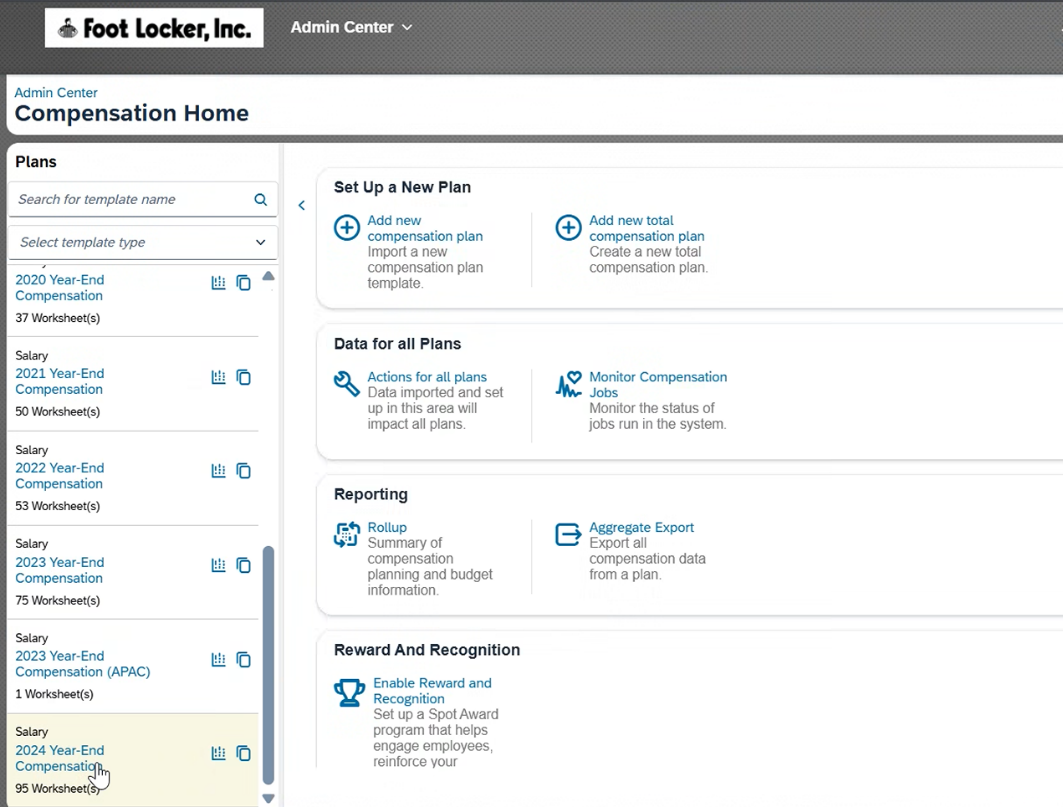 Foot Locker, Inc.
Admin Center
Admin Center
Compensation Home
Plans
Search for template name
Select template type
2020 Year-End
Compensation
37 Worksheet(s)
Salary
2021 Year-End
Compensation
50 Worksheet(s)
Salary
2022 Year-End
Compensation
53 Worksheet(s)
Salary
2023 Year-End
Compensation
75 Worksheet(s)
Salary
2023 Year-End
Compensation (APAC)
1 Worksheet(s)
Salary
2024 Year-End
Compensation
95 Worksheet(s)
Set Up a New Plan
Add new
compensation plan
Import a new
compensation plan
template.
Add new total
compensation plan
Create a new total
compensation plan.
Data for all Plans
Actions for all plans
Data imported and set
up in this area will
impact all plans.
Monitor Compensation
Jobs
Monitor the status of
jobs run in the system.
Reporting
Rollup
Summary of
compensation
planning and budget
information.
Aggregate Export
Export all
compensation data
from a plan.
Reward And Recognition
Enable Reward and
Recognition
Set up a Spot Award
program that helps
engage employees,
reinforce your